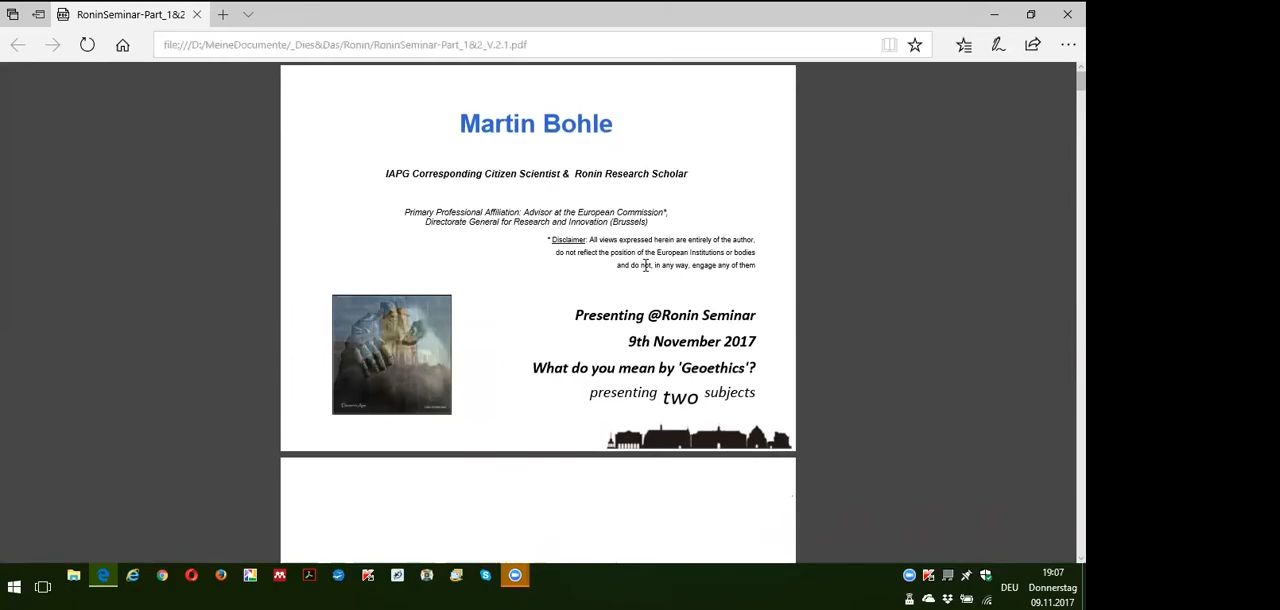 RoninSeminar-Part_1&2
file:///D:/MeineDocumente/_Dies&Das/Ronin/RoninSeminar-Part_1&2_V.2.1.pdf
Martin Bohle
IAPG Corresponding Citizen Scientist & Ronin Research Scholar
Primary Professional Affiliation: Advisor at the European Commission*,
Directorate General for Research and Innovation (Brussels)
* Disclaimer: All views expressed herein are entirely of the author,
do not reflect the position of the European Institutions or bodies
and do not, in any way, engage any of them
Presenting @Ronin Seminar
9th November 2017
What do you mean by 'Geoethics'?
presenting two subjects
19:07
DEU Donnerstag
09.11.2017